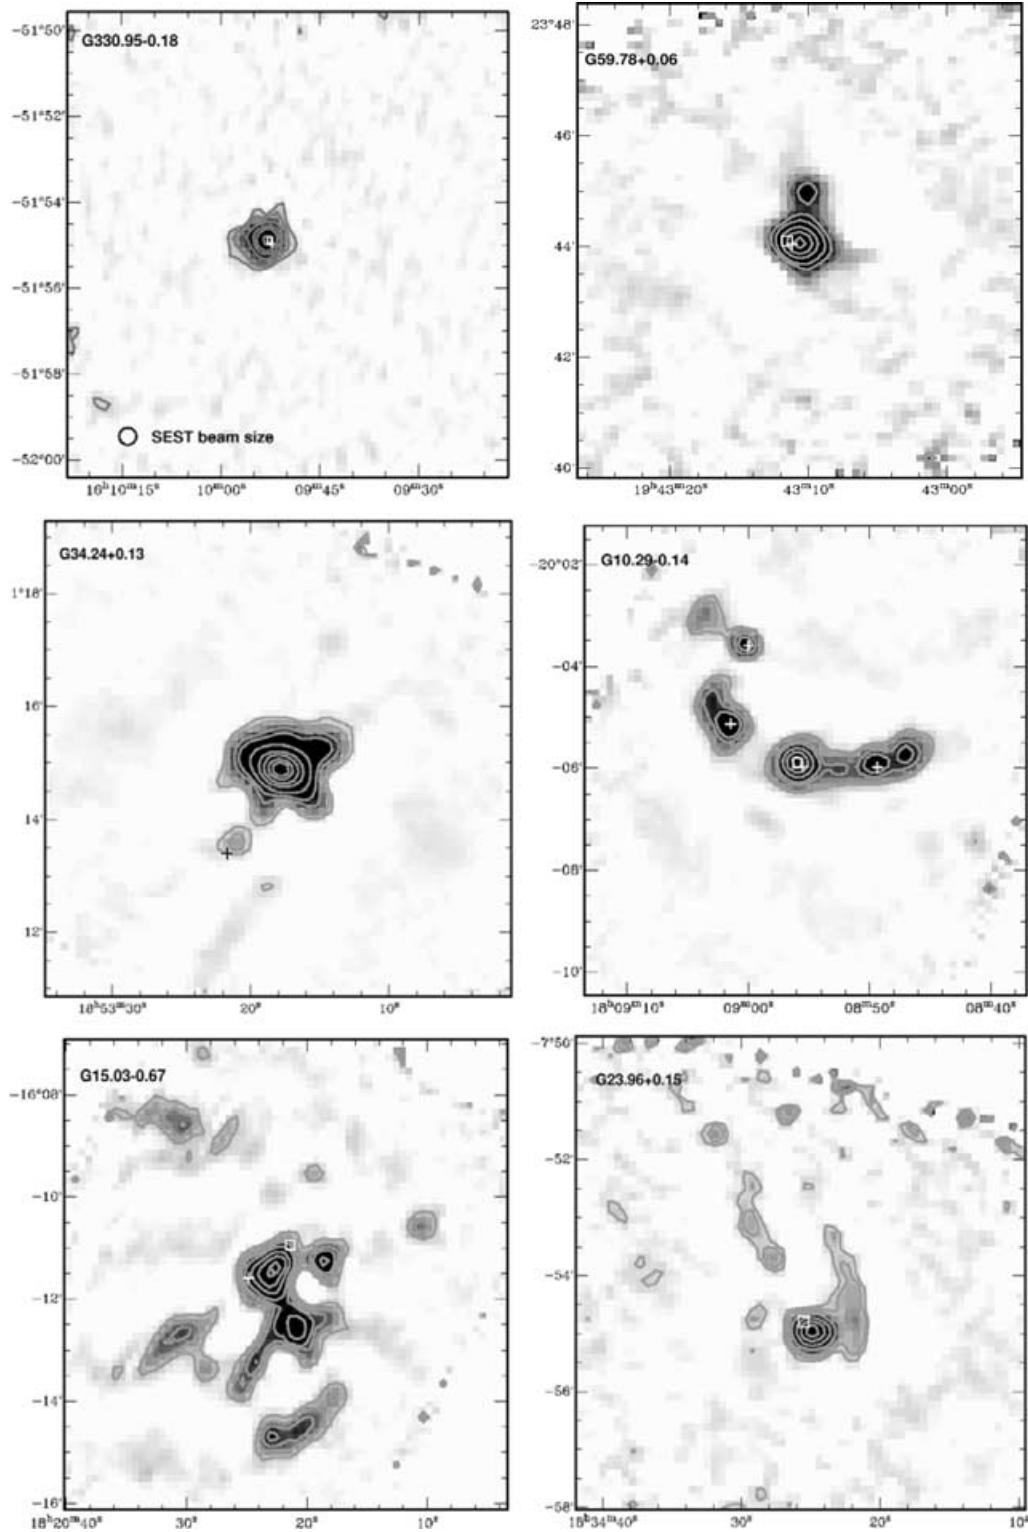 G330.95-0.18
-51°50'
-51°52'
-51°54'
-51°56'
-51°58'
-52°00'
SEST beam size
16ʰ10ᵐ15ˢ 10ᵐ00ˢ 09ᵐ45ˢ 09ᵐ30ˢ
G59.78+0.06
23°48'
46'
44'
42'
40'
19ʰ43ᵐ20ˢ 43ᵐ10ˢ 43ᵐ00ˢ
G34.24+0.13
1°18'
16'
14'
12'
18ʰ53ᵐ30ˢ 20ˢ 10ˢ
G10.29-0.14
-20°02'
-04'
-06'
-08'
-10'
18ʰ09ᵐ10ˢ 09ᵐ00ˢ 08ᵐ50ˢ 08ᵐ40ˢ
G15.03-0.67
-16°08'
-10'
-12'
-14'
-16'
18ʰ20ᵐ40ˢ 30ˢ 20ˢ 10ˢ
G23.96+0.15
-7°50'
-52'
-54'
-56'
-58'
18ʰ34ᵐ40ˢ 30ˢ 20ˢ 10ˢ